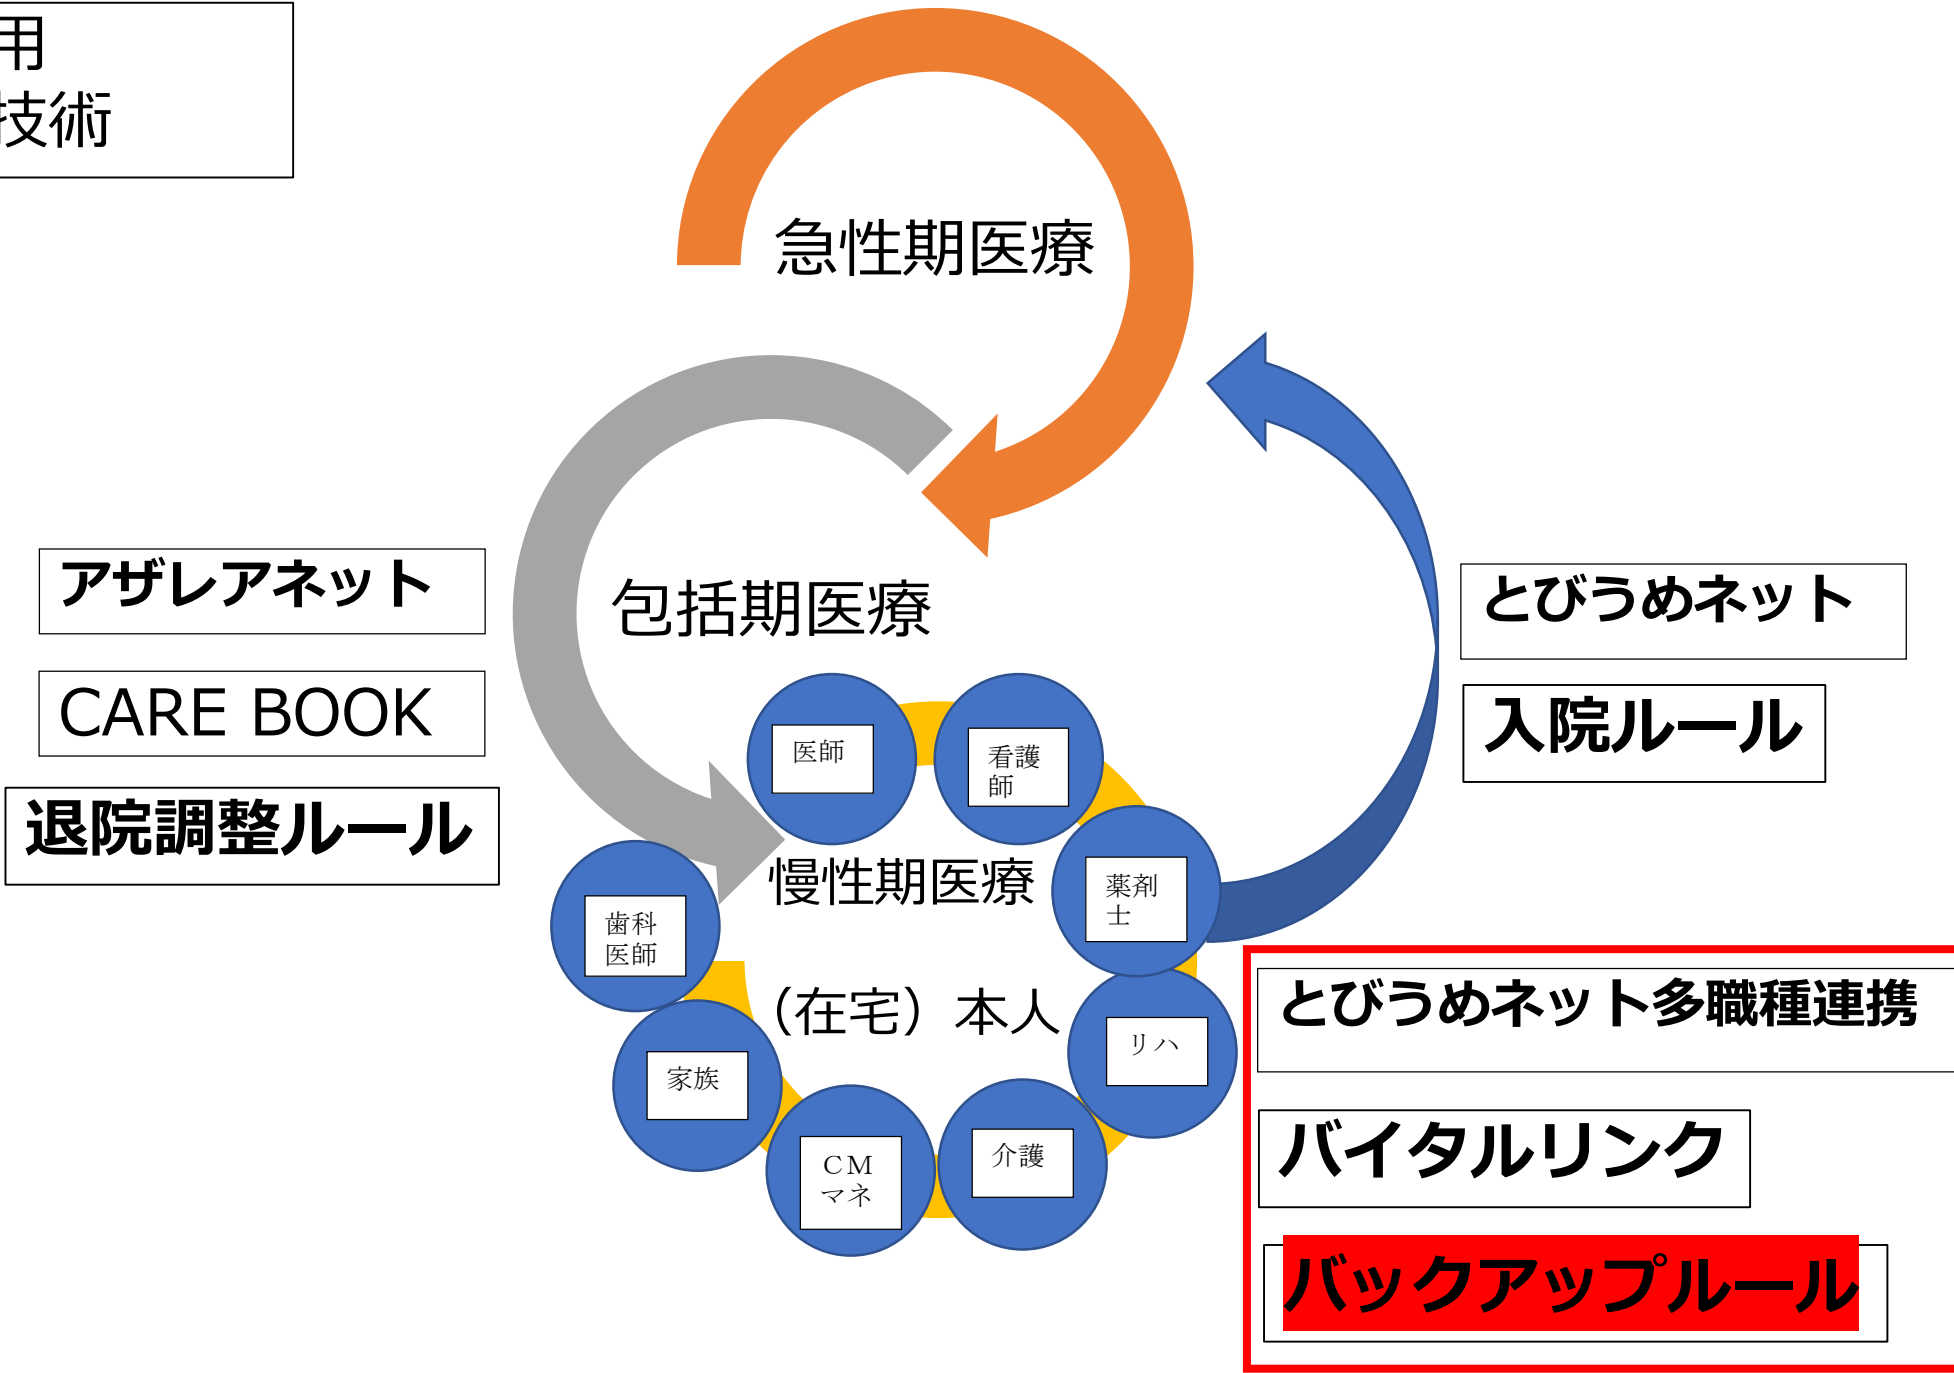 用
技術
急性期医療
アザレアネット
CARE BOOK
退院調整ルール
包括期医療
とびうめネット
入院ルール
医師
看護
師
薬剤
士
慢性期医療
歯科
医師
（在宅）本人
リハ
家族
CM
マネ
介護
とびうめネット多職種連携
バイタルリンク
バックアップルール